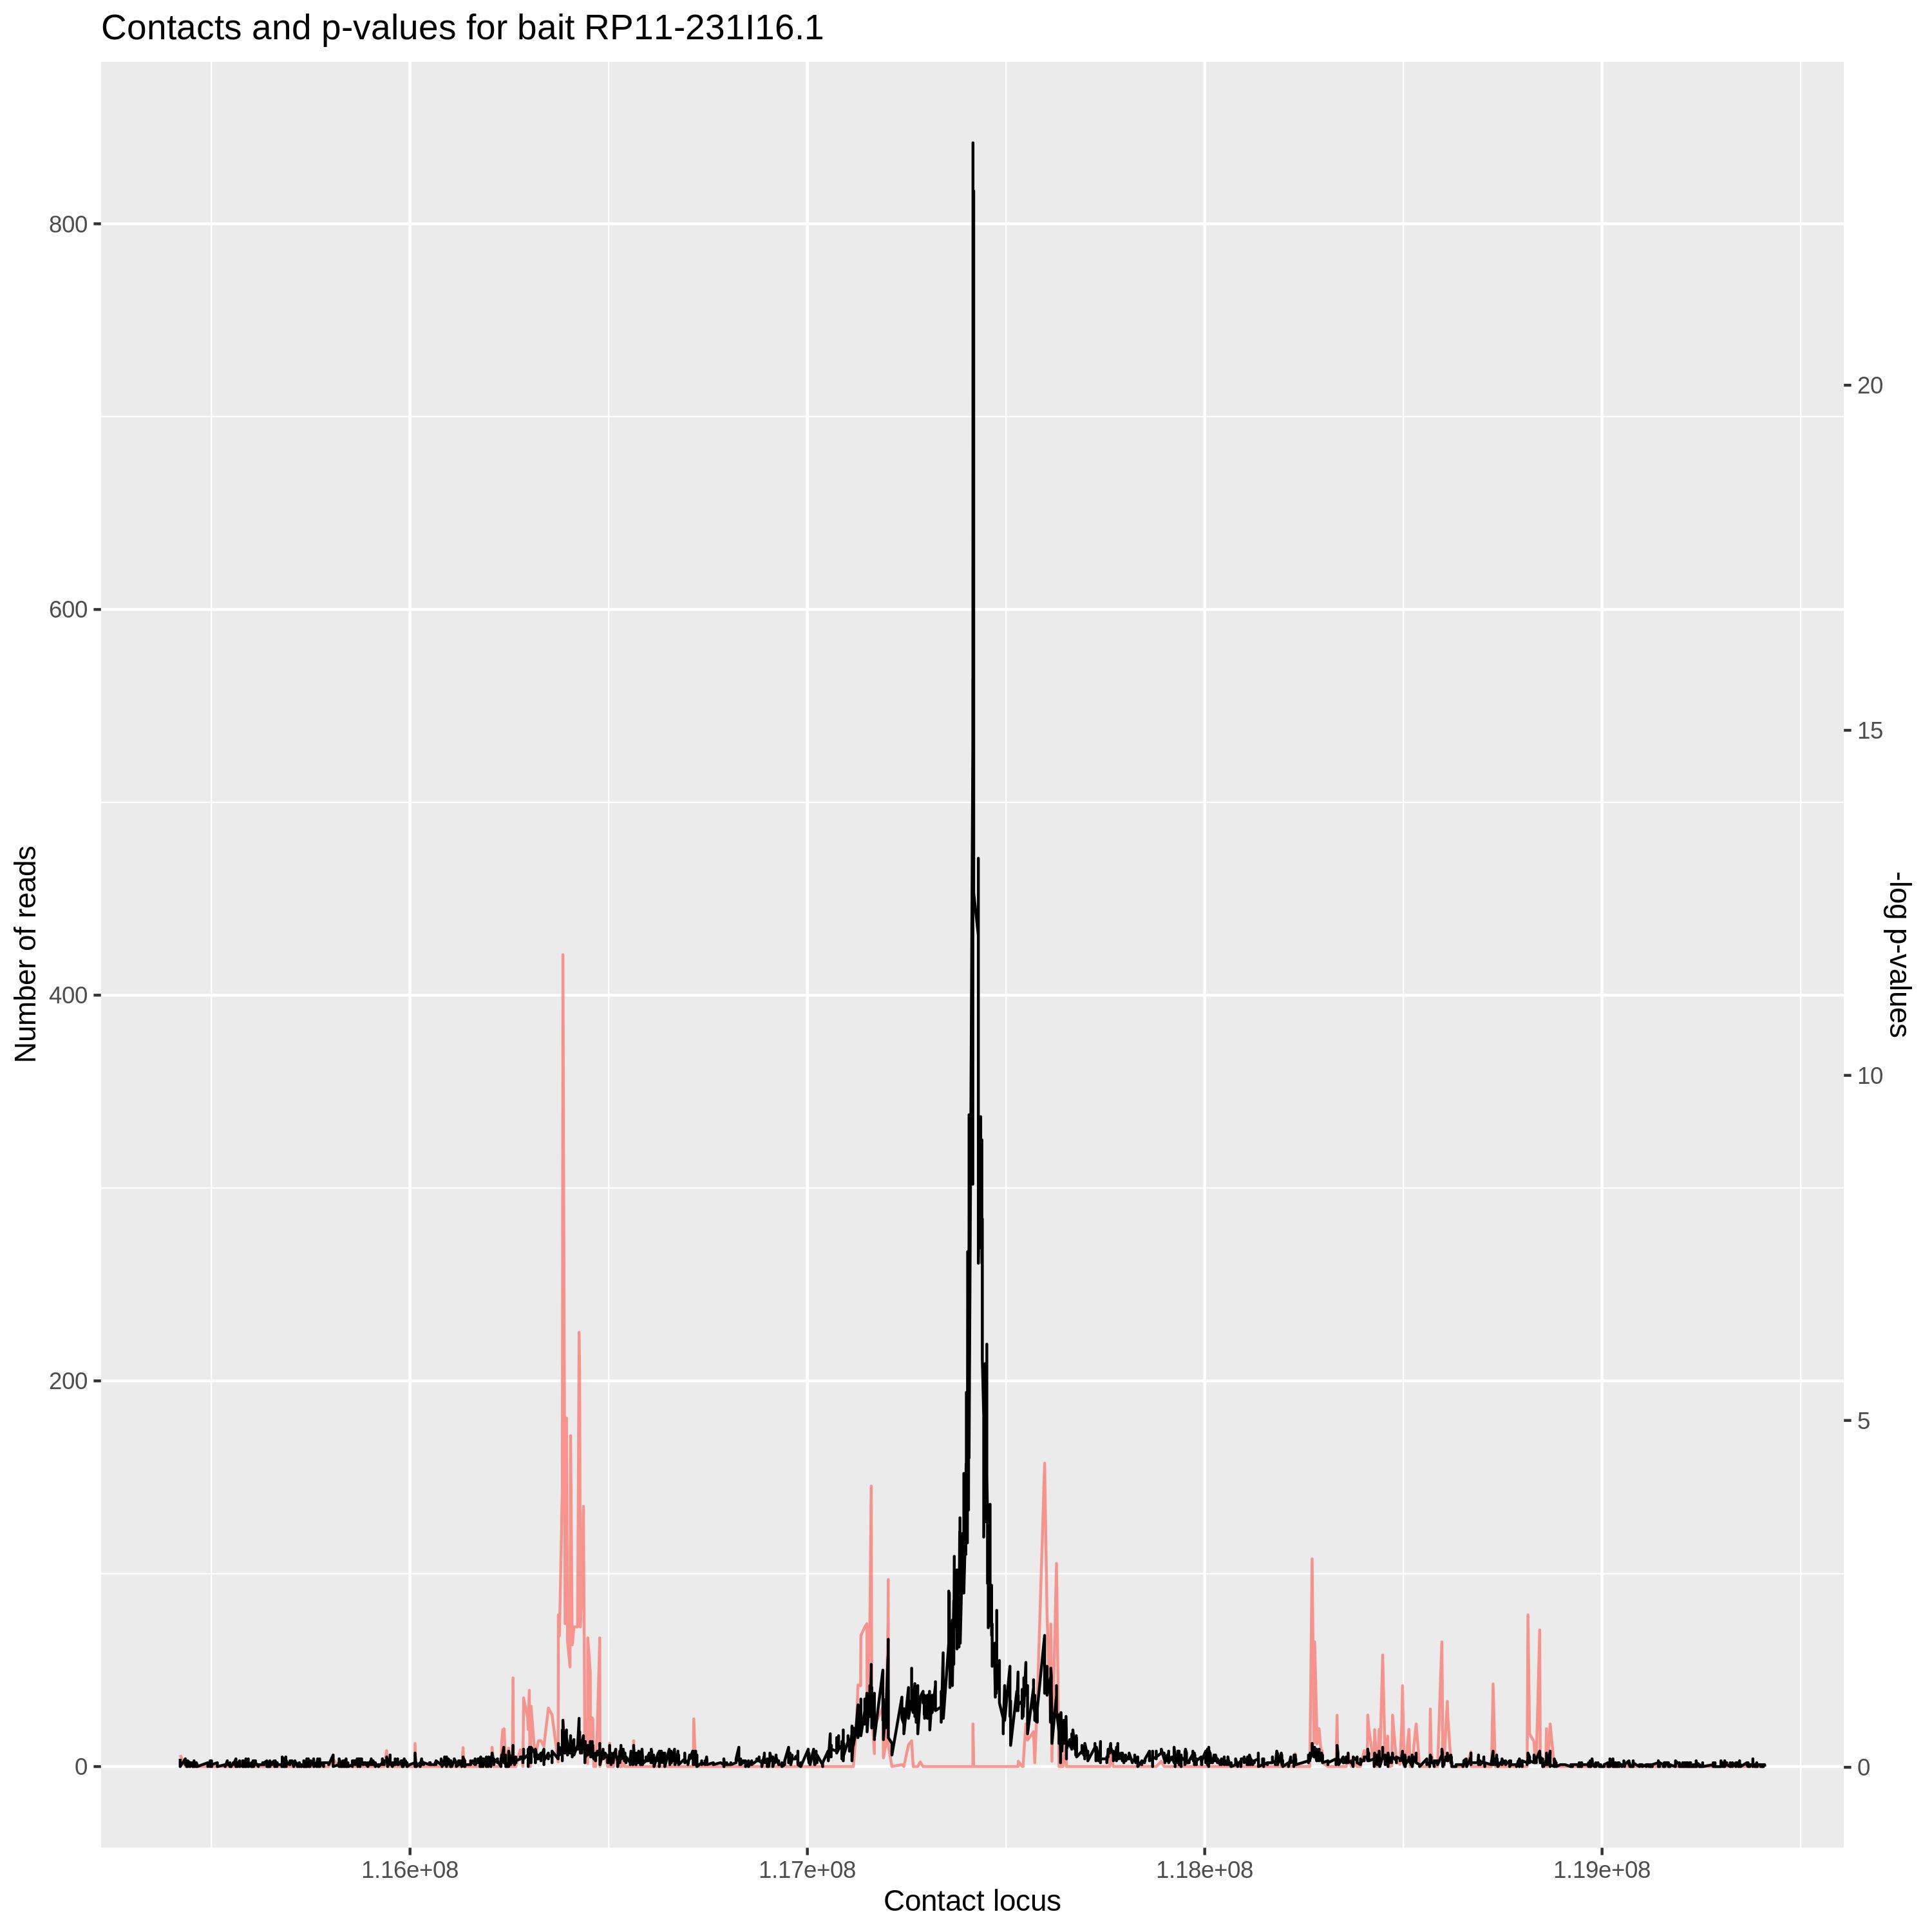 Contacts and p-values for bait RP11-231I16.1
800
600
400
200
0
Number of reads
20
15
10
5
0
-log p-values
1.16e+08
1.17e+08
1.18e+08
1.19e+08
Contact locus